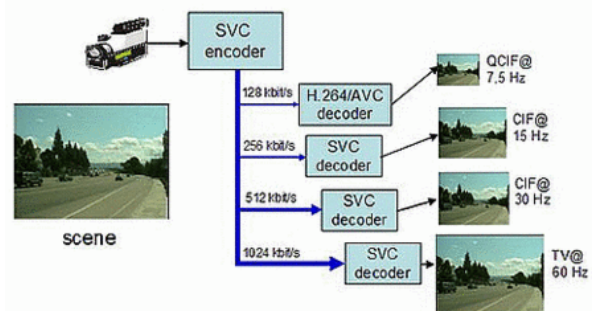 SVC
encoder
128 kbit/s
H.264/AVC
decoder
QCIF@
7,5 Hz
256 kbit/s
SVC
decoder
CIF@
15 Hz
512 kbit/s
SVC
decoder
CIF@
30 Hz
scene
1024 kbit/s
SVC
decoder
TV@
60 Hz